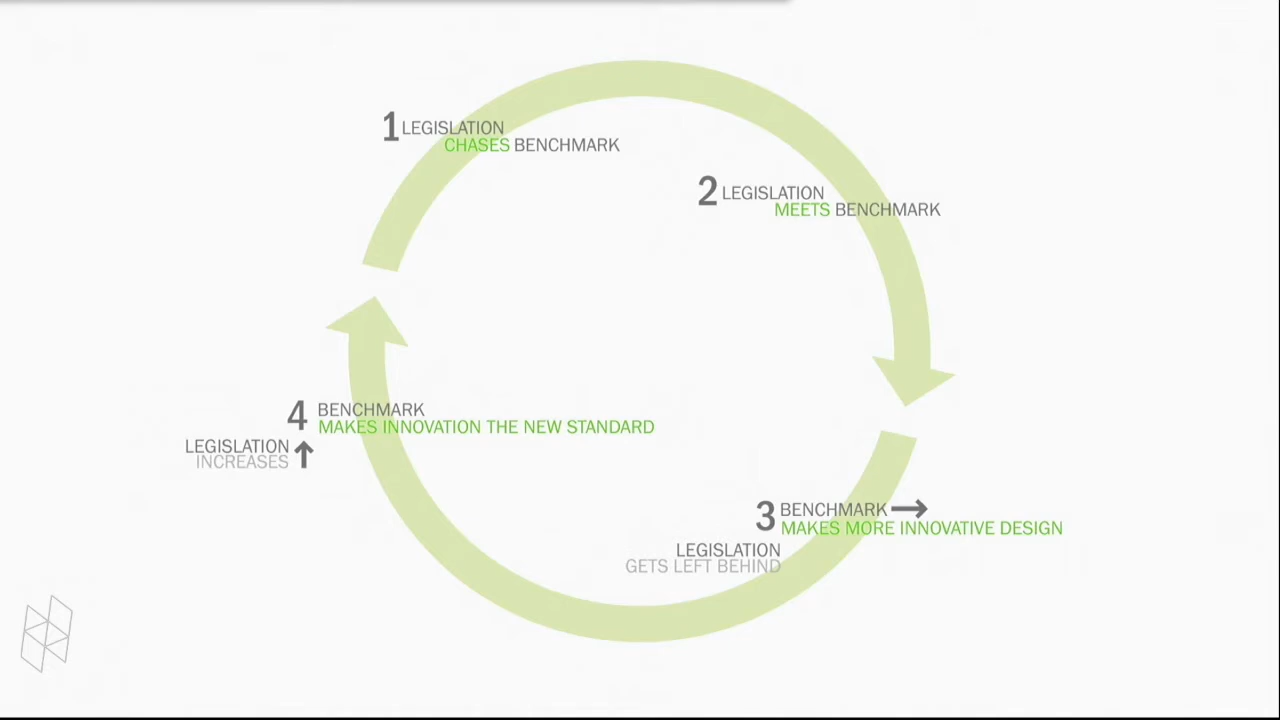 1 LEGISLATION
CHASES BENCHMARK
2 LEGISLATION
MEETS BENCHMARK
3 BENCHMARK
MAKES MORE INNOVATIVE DESIGN
LEGISLATION
GETS LEFT BEHIND
4 BENCHMARK
MAKES INNOVATION THE NEW STANDARD
LEGISLATION
INCREASES